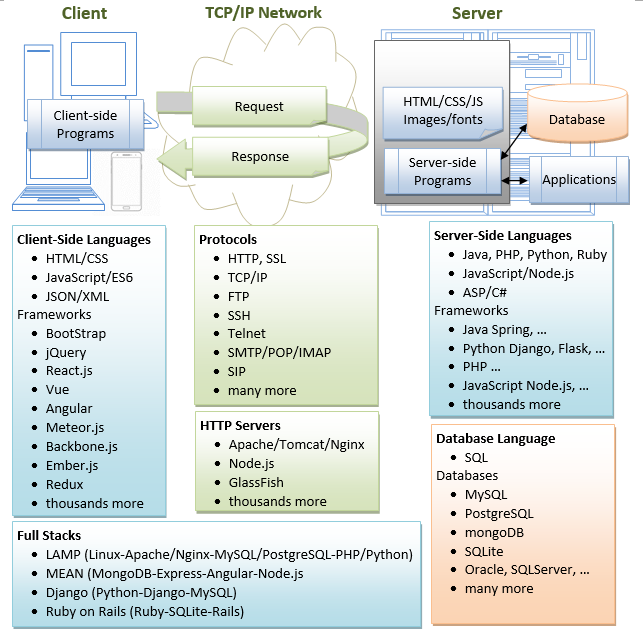 Client
TCP/IP Network
Server
Client-side
Programs
Request
Response
HTML/CSS/JS
Images/fonts
Server-side
Programs
Database
Applications
Client-Side Languages
• HTML/CSS
• JavaScript/ES6
• JSON/XML
Frameworks
• BootStrap
• jQuery
• React.js
• Vue
• Angular
• Meteor.js
• Backbone.js
• Ember.js
• Redux
• thousands more
Protocols
• HTTP, SSL
• TCP/IP
• FTP
• SSH
• Telnet
• SMTP/POP/IMAP
• SIP
• many more
HTTP Servers
• Apache/Tomcat/Nginx
• Node.js
• GlassFish
• thousands more
Server-Side Languages
• Java, PHP, Python, Ruby
• JavaScript/Node.js
• ASP/C#
Frameworks
• Java Spring, ...
• Python Django, Flask, ...
• PHP ...
• JavaScript Node.js, ...
• thousands more
Database Language
• SQL
Databases
• MySQL
• PostgreSQL
• mongoDB
• SQLite
• Oracle, SQLServer, ...
• many more
Full Stacks
• LAMP (Linux-Apache/Nginx-MySQL/PostgreSQL-PHP/Python)
• MEAN (MongoDB-Express-Angular-Node.js
• Django (Python-Django-MySQL)
• Ruby on Rails (Ruby-SQLite-Rails)